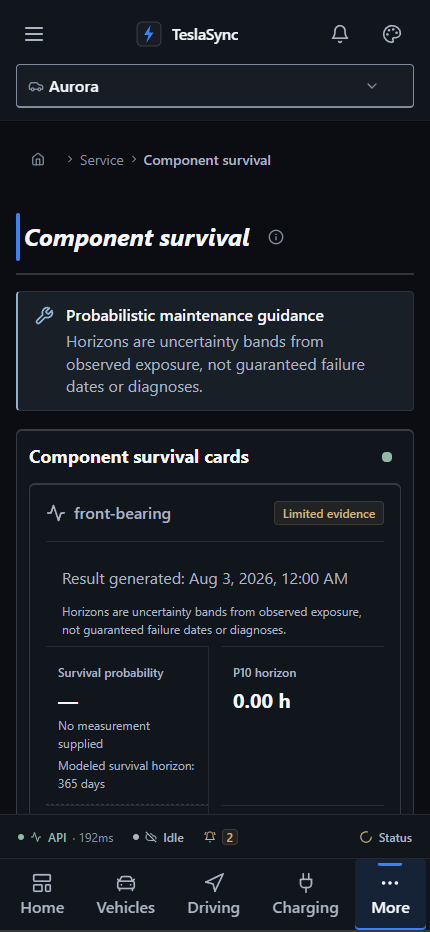 TeslaSync
Aurora
Service
Component survival
Component survival
Probabilistic maintenance guidance
Horizons are uncertainty bands from
observed exposure, not guaranteed failure
dates or diagnoses.
Component survival cards
front-bearing
Limited evidence
Result generated: Aug 3, 2026, 12:00 AM
Horizons are uncertainty bands from observed exposure,
not guaranteed failure dates or diagnoses.
Survival probability
—
No measurement
supplied
Modeled survival horizon:
365 days
P10 horizon
0.00 h
API · 192ms
Idle
2
Status
Home
Vehicles
Driving
Charging
More